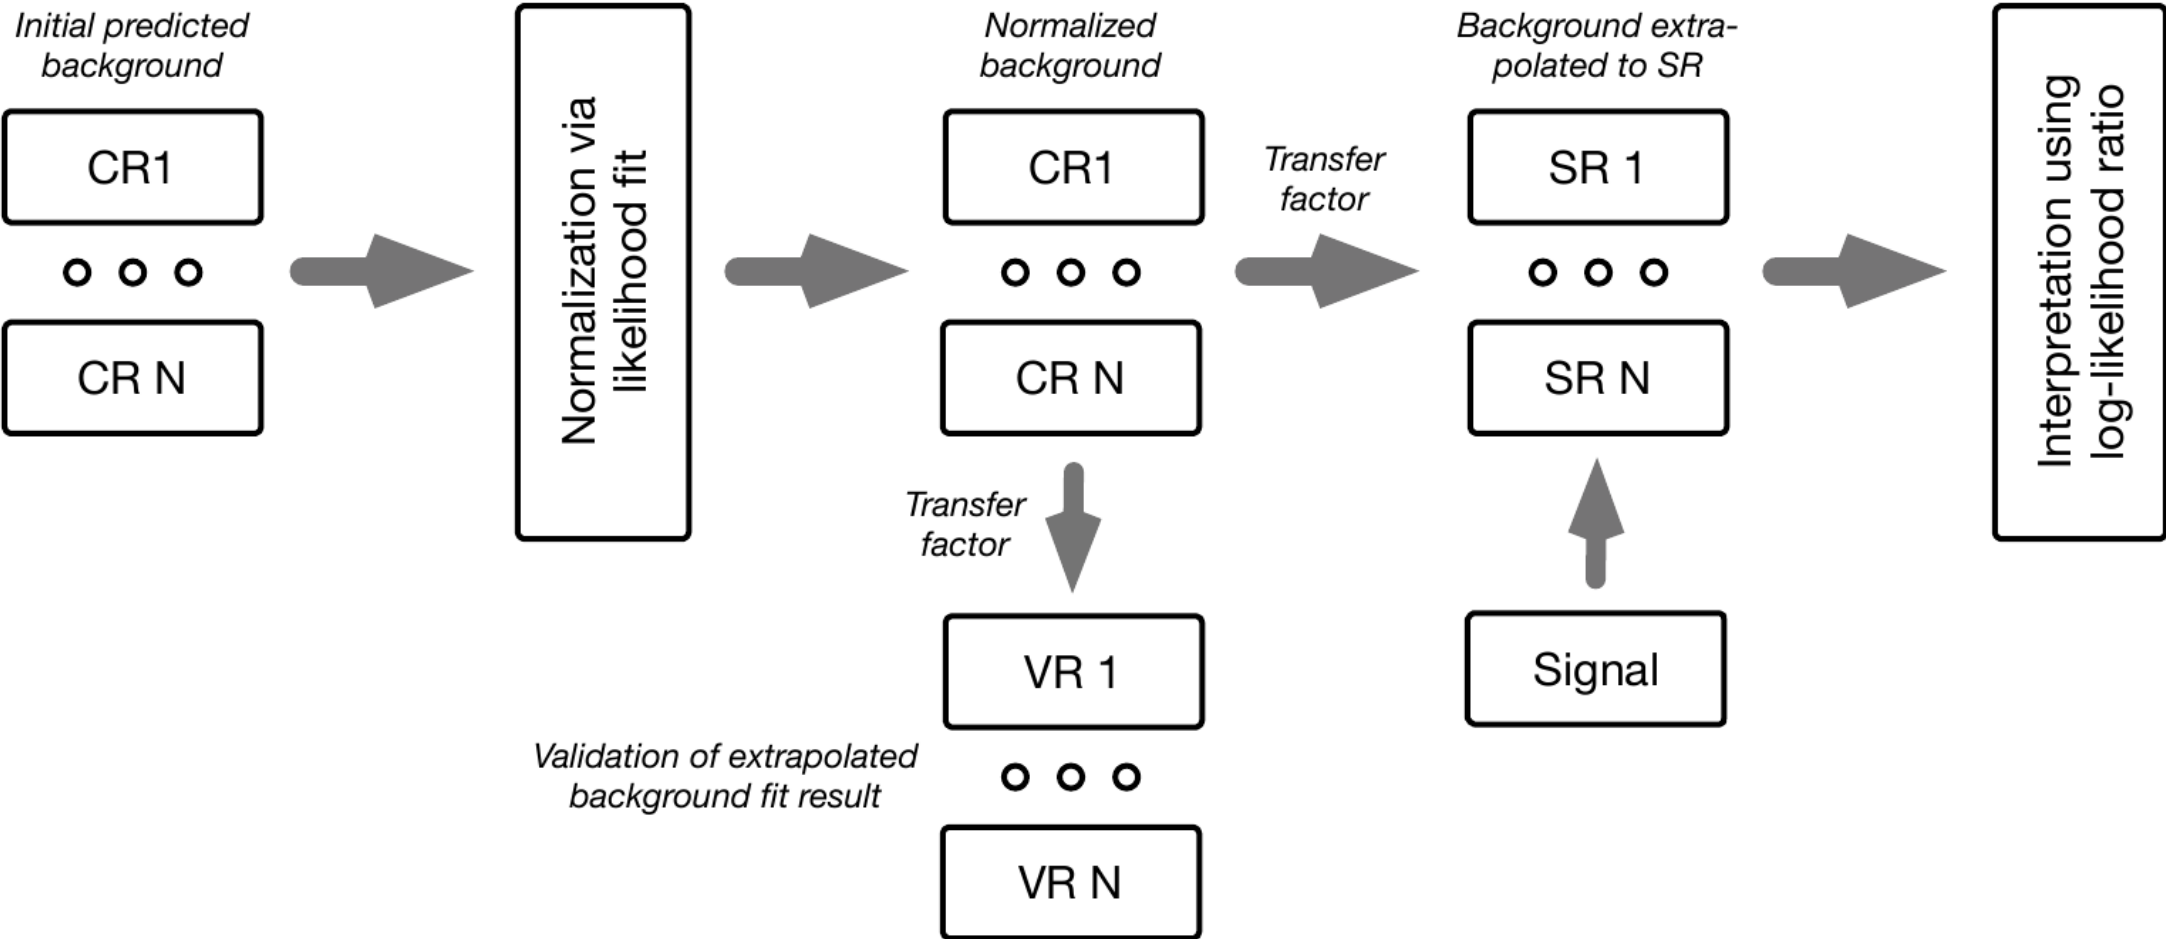 Initial predicted
background
CR1
CR N
Normalization via
likelihood fit
Normalized
background
CR1
CR N
Transfer
factor
Background extra-
polated to SR
SR 1
SR N
Interpretation using
log-likelihood ratio
Transfer
factor
VR 1
Validation of extrapolated
background fit result
VR N
Signal